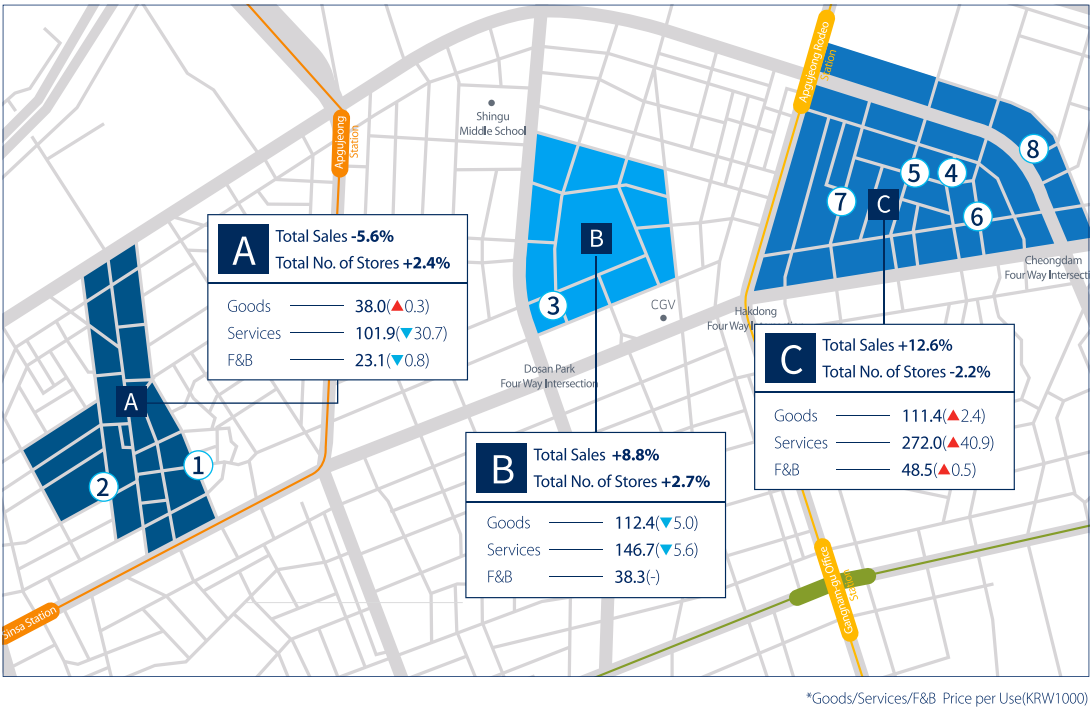 Apgujeong Rodeo
Station
Shingu
Middle School
Apgujeong
Station
8
5
4
7
C
6
B
A
Total Sales -5.6%
Total No. of Stores +2.4%
Goods 38.0(▲0.3)
Services 101.9(▼30.7)
F&B 23.1(▼0.8)
Cheongdam
Four Way Intersecti
3
CGV
Hakdong
Four Way In
Dosan Park
Four Way Intersection
C
Total Sales +12.6%
Total No. of Stores -2.2%
Goods 111.4(▲2.4)
Services 272.0(▲40.9)
F&B 48.5(▲0.5)
A
1
2
B
Total Sales +8.8%
Total No. of Stores +2.7%
Goods 112.4(▼5.0)
Services 146.7(▼5.6)
F&B 38.3(-)
Gangnam-gu Office
Station
Sinsa Station
*Goods/Services/F&B Price per Use(KRW1000)